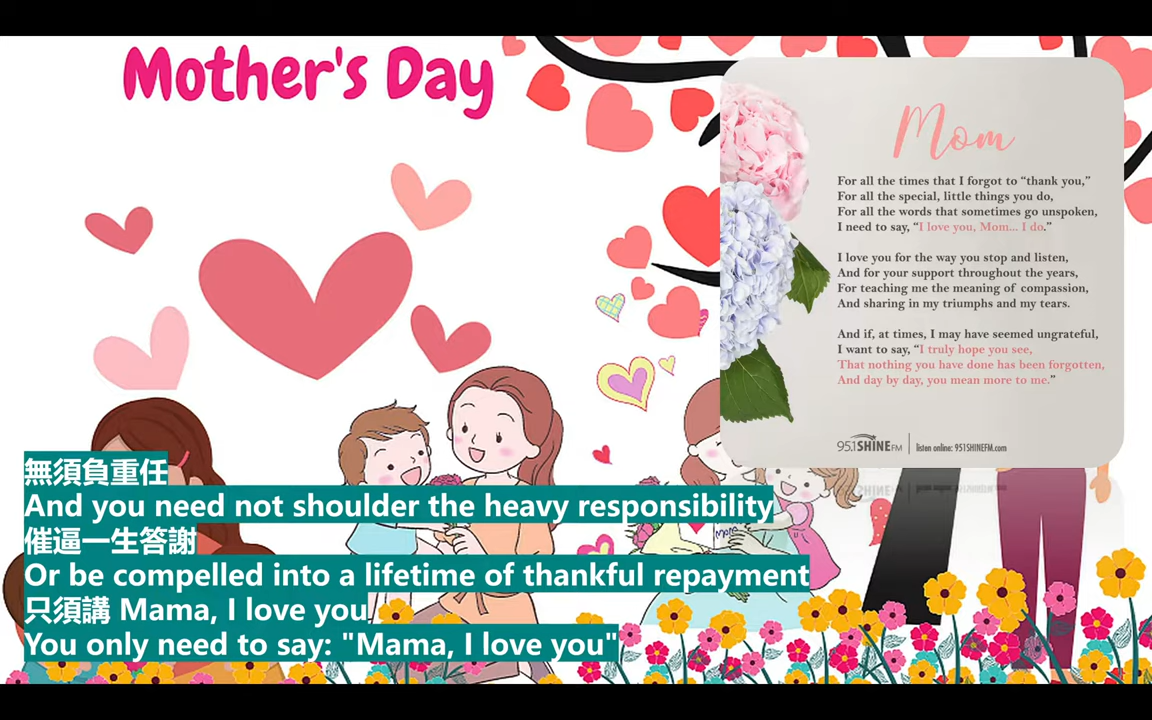 Mother's Day
Mom
For all the times that I forgot to “thank you,”
For all the special, little things you do,
For all the words that sometimes go unspoken,
I need to say, “I love you, Mom... I do.”
I love you for the way you stop and listen,
And for your support throughout the years,
For teaching me the meaning of compassion,
And sharing in my triumphs and my tears.
And if, at times, I may have seemed ungrateful,
I want to say, “I truly hope you see,
That nothing you have done has been forgotten,
And day by day, you mean more to me.”
95.1 SHINE FM
listen online: 951SHINEFM.com
無須負重任
And you need not shoulder the heavy responsibility
催逼一生答謝
Or be compelled into a lifetime of thankful repayment
只須講 Mama, I love you
You only need to say: "Mama, I love you"